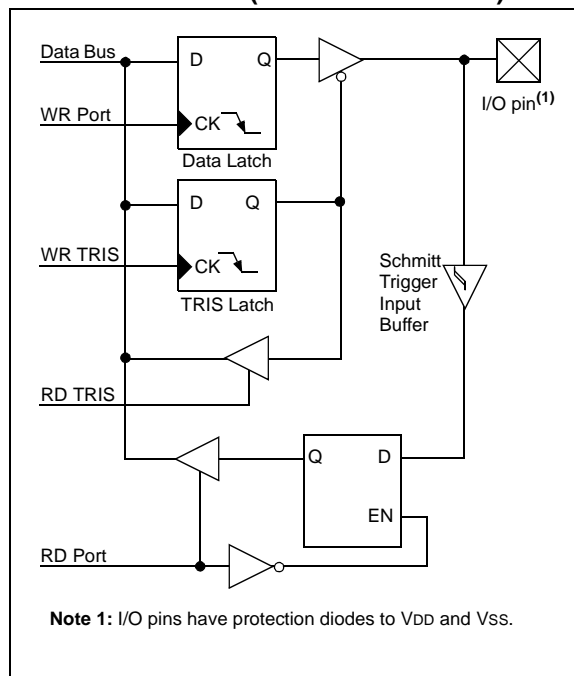 Data Bus
D Q
WR Port
CK
Data Latch
I/O pin(1)
D Q
WR TRIS
CK
TRIS Latch
Schmitt
Trigger
Input
Buffer
RD TRIS
Q D
EN
RD Port
Note 1: I/O pins have protection diodes to VDD and VSS.